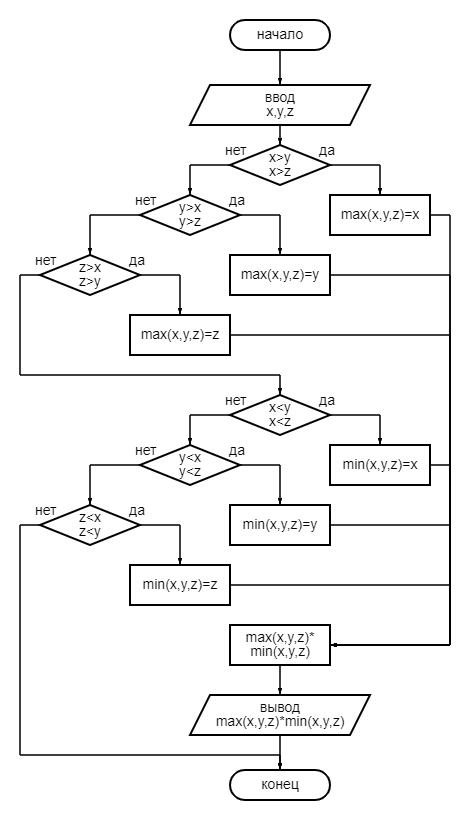 начало
ввод
x,y,z
нет
да
x>y
x>z
нет
да
y>x
y>z
max(x,y,z)=x
нет
да
z>x
z>y
max(x,y,z)=y
max(x,y,z)=z
нет
да
x<y
x<z
нет
да
y<x
y<z
min(x,y,z)=x
нет
да
z<x
z<y
min(x,y,z)=y
min(x,y,z)=z
max(x,y,z)*
min(x,y,z)
вывод
max(x,y,z)*min(x,y,z)
конец